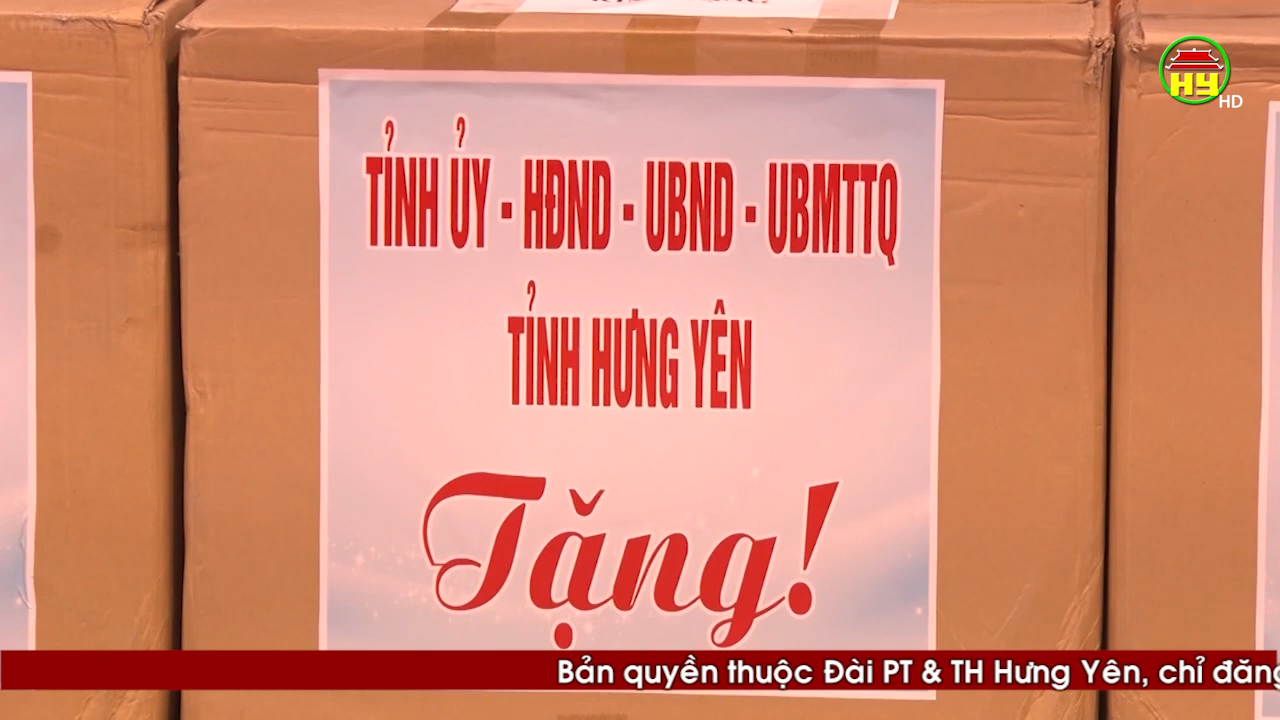 HY HD
TỈNH ỦY - HĐND - UBND - UBMTTQ
TỈNH HƯNG YÊN
Tặng!
Bản quyền thuộc Đài PT & TH Hưng Yên, chỉ đăng